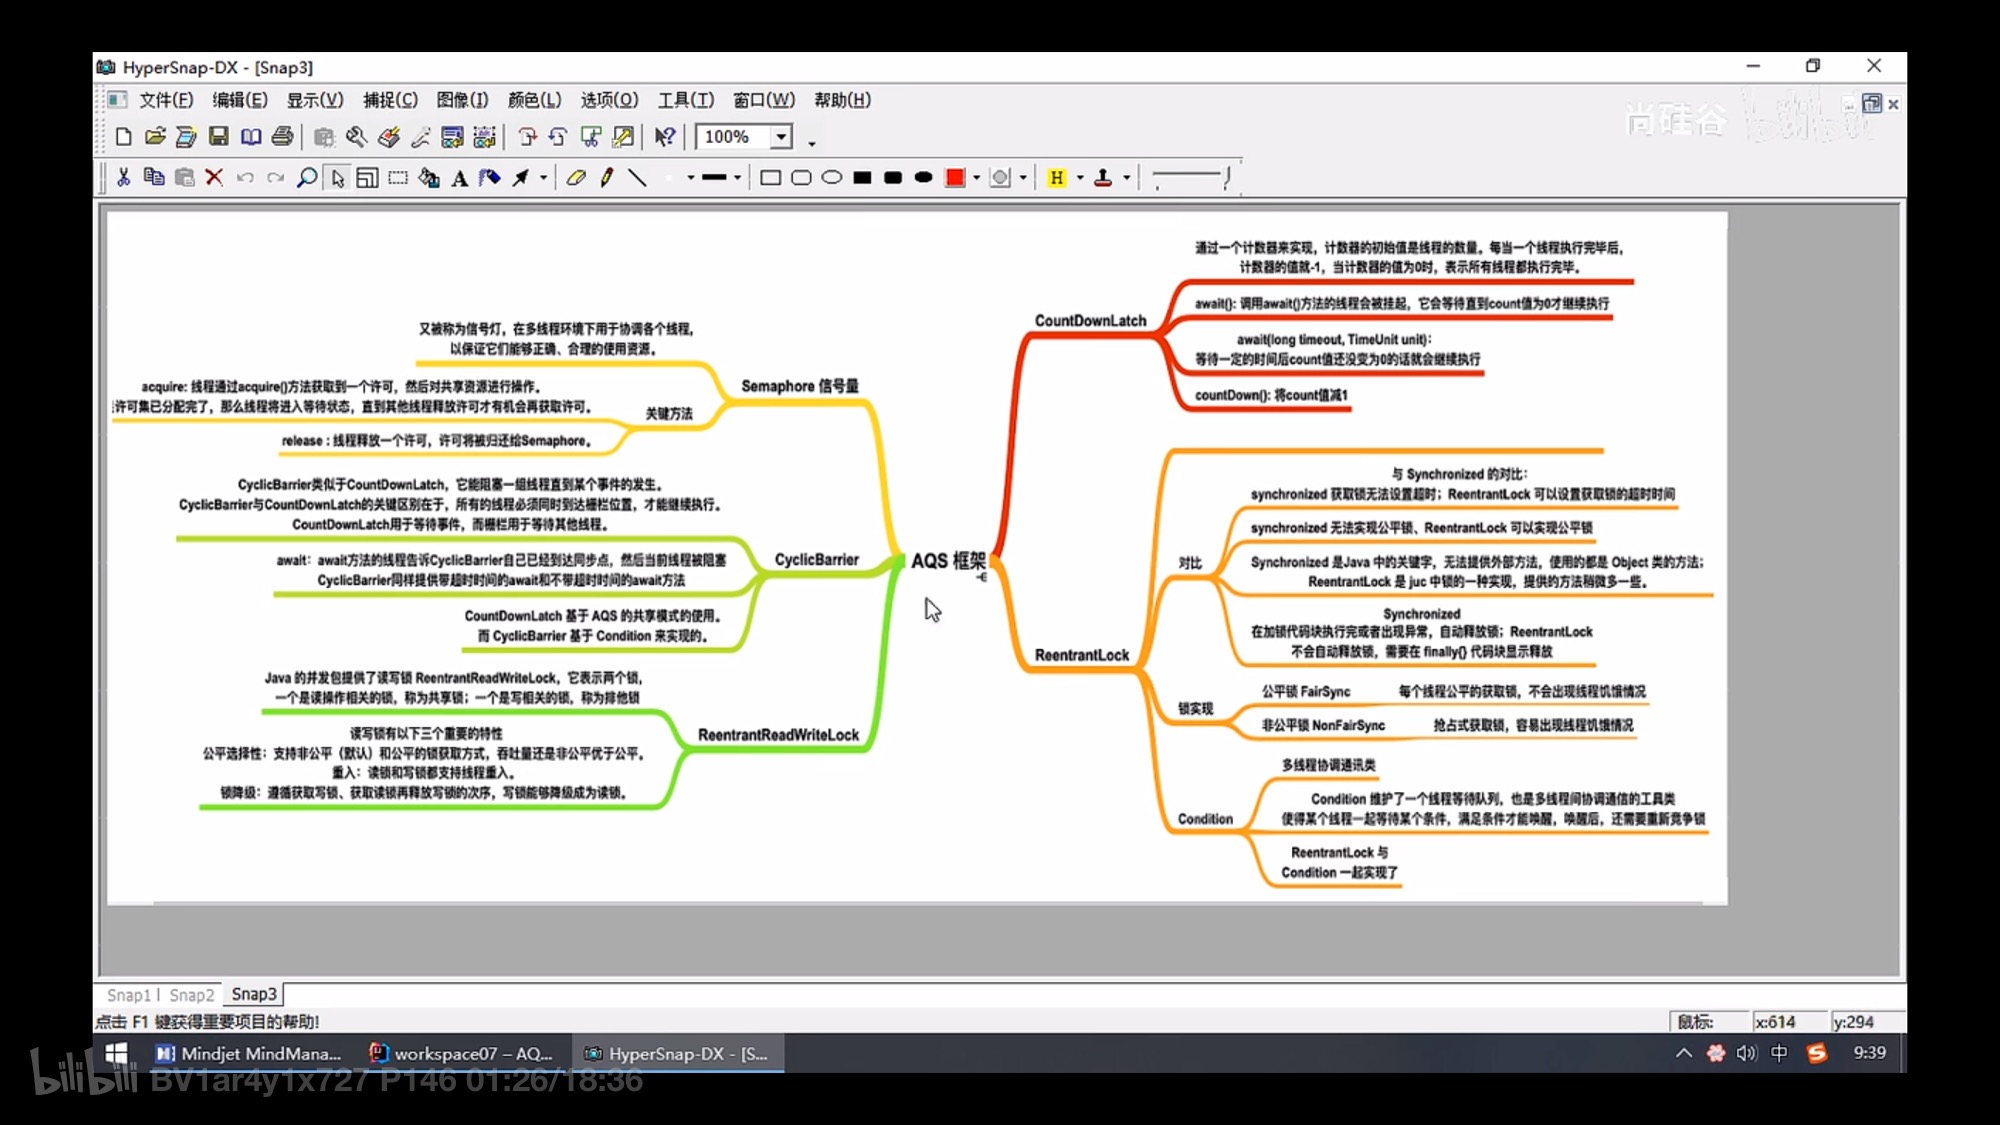 HyperSnap-DX - [Snap3]
文件(F) 编辑(E) 显示(V) 捕捉(C) 图像(I) 颜色(L) 选项(O) 工具(T) 窗口(W) 帮助(H)
尚硅谷 bilibili
100%
通过一个计数器来实现，计数器的初始值是线程的数量。每当一个线程执行完毕后，
计数器的值就-1，当计数器的值为0时，表示所有线程都执行完毕。
await(): 调用await()方法的线程会被挂起，它会等待直到count值为0才继续执行
CountDownLatch
await(long timeout, TimeUnit unit)：
等待一定的时间后count值还没变为0的话就会继续执行
countDown(): 将count值减1
又被称为信号灯，在多线程环境下用于协调各个线程，
以保证它们能够正确、合理的使用资源。
Semaphore 信号量
acquire: 线程通过acquire()方法获取到一个许可，然后对共享资源进行操作。
许可集已分配完了，那么线程将进入等待状态，直到其他线程释放许可才有机会再获取许可。
关键方法
release : 线程释放一个许可，许可将被归还给Semaphore。
CyclicBarrier类似于CountDownLatch，它能阻塞一组线程直到某个事件的发生。
CyclicBarrier与CountDownLatch的关键区别在于，所有的线程必须同时到达栅栏位置，才能继续执行。
CountDownLatch用于等待事件，而栅栏用于等待其他线程。
await：await方法的线程告诉CyclicBarrier自己已经到达同步点，然后当前线程被阻塞
CyclicBarrier同样提供带超时时间的await和不带超时时间的await方法
CyclicBarrier
CountDownLatch 基于 AQS 的共享模式的使用。
而 CyclicBarrier 基于 Condition 来实现的。
Java 的并发包提供了读写锁 ReentrantReadWriteLock，它表示两个锁，
一个是读操作相关的锁，称为共享锁；一个是写相关的锁，称为排他锁
ReentrantReadWriteLock
读写锁有以下三个重要的特性
公平选择性：支持非公平（默认）和公平的锁获取方式，吞吐量还是非公平优于公平。
重入：读锁和写锁都支持线程重入。
锁降级：遵循获取写锁、获取读锁再释放写锁的次序，写锁能够降级成为读锁。
AQS 框架
与 Synchronized 的对比：
synchronized 获取锁无法设置超时；ReentrantLock 可以设置获取锁的超时时间
synchronized 无法实现公平锁、ReentrantLock 可以实现公平锁
对比
Synchronized 是Java 中的关键字，无法提供外部方法，使用的都是 Object 类的方法；
ReentrantLock 是 juc 中锁的一种实现，提供的方法稍微多一些。
Synchronized
在加锁代码块执行完或者出现异常，自动释放锁；ReentrantLock
不会自动释放锁，需要在 finally{} 代码块显示释放
ReentrantLock
锁实现
公平锁 FairSync 每个线程公平的获取锁，不会出现线程饥饿情况
非公平锁 NonFairSync 抢占式获取锁，容易出现线程饥饿情况
多线程协调通讯类
Condition
Condition 维护了一个线程等待队列，也是多线程间协调通信的工具类
使得某个线程一起等待某个条件，满足条件才能唤醒，唤醒后，还需要重新竞争锁
ReentrantLock 与
Condition 一起实现了
Snap1 Snap2 Snap3
点击 F1 键获得重要项目的帮助! 鼠标: x:614 y:294
Mindjet MindMana... workspace07 – AQ... HyperSnap-DX - [S... 中 9:39
bilibili BV1ar4y1x727 P146 01:26/18:36